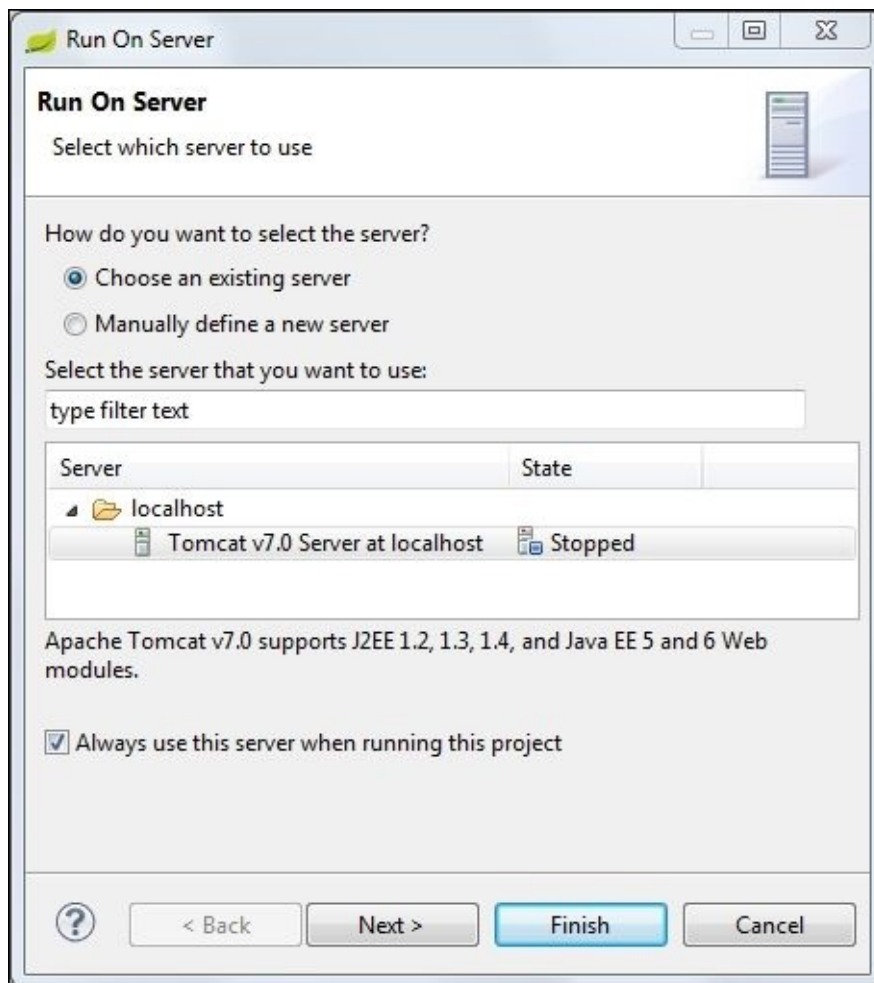 Run On Server
Run On Server
Select which server to use
How do you want to select the server?
Choose an existing server
Manually define a new server
Select the server that you want to use:
type filter text
Server State
localhost
Tomcat v7.0 Server at localhost Stopped
Apache Tomcat v7.0 supports J2EE 1.2, 1.3, 1.4, and Java EE 5 and 6 Web
modules.
Always use this server when running this project
? < Back Next > Finish Cancel